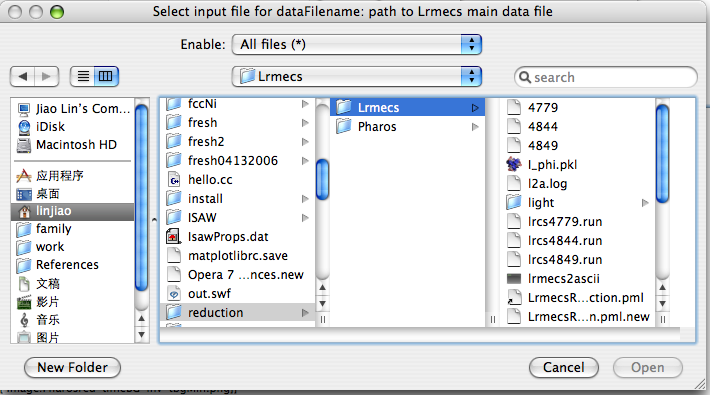 Select input file for dataFilename: path to Lrmecs main data file
Enable: All files (*)
Lrmecs
search
Jiao Lin's Com...
iDisk
Macintosh HD
应用程序
桌面
linjiao
family
work
References
文稿
影片
音乐
图片
fccNi
fresh
fresh2
fresh04132006
hello.cc
install
ISAW
IsawProps.dat
matplotlibrc.save
Opera 7 ...nces.new
out.swf
reduction
Lrmecs
Pharos
4779
4844
4849
I_phi.pkl
l2a.log
light
lrcs4779.run
lrcs4844.run
lrcs4849.run
lrmecs2ascii
LrmecsR...ction.pml
LrmecsR...n.pml.new
New Folder
Cancel
Open